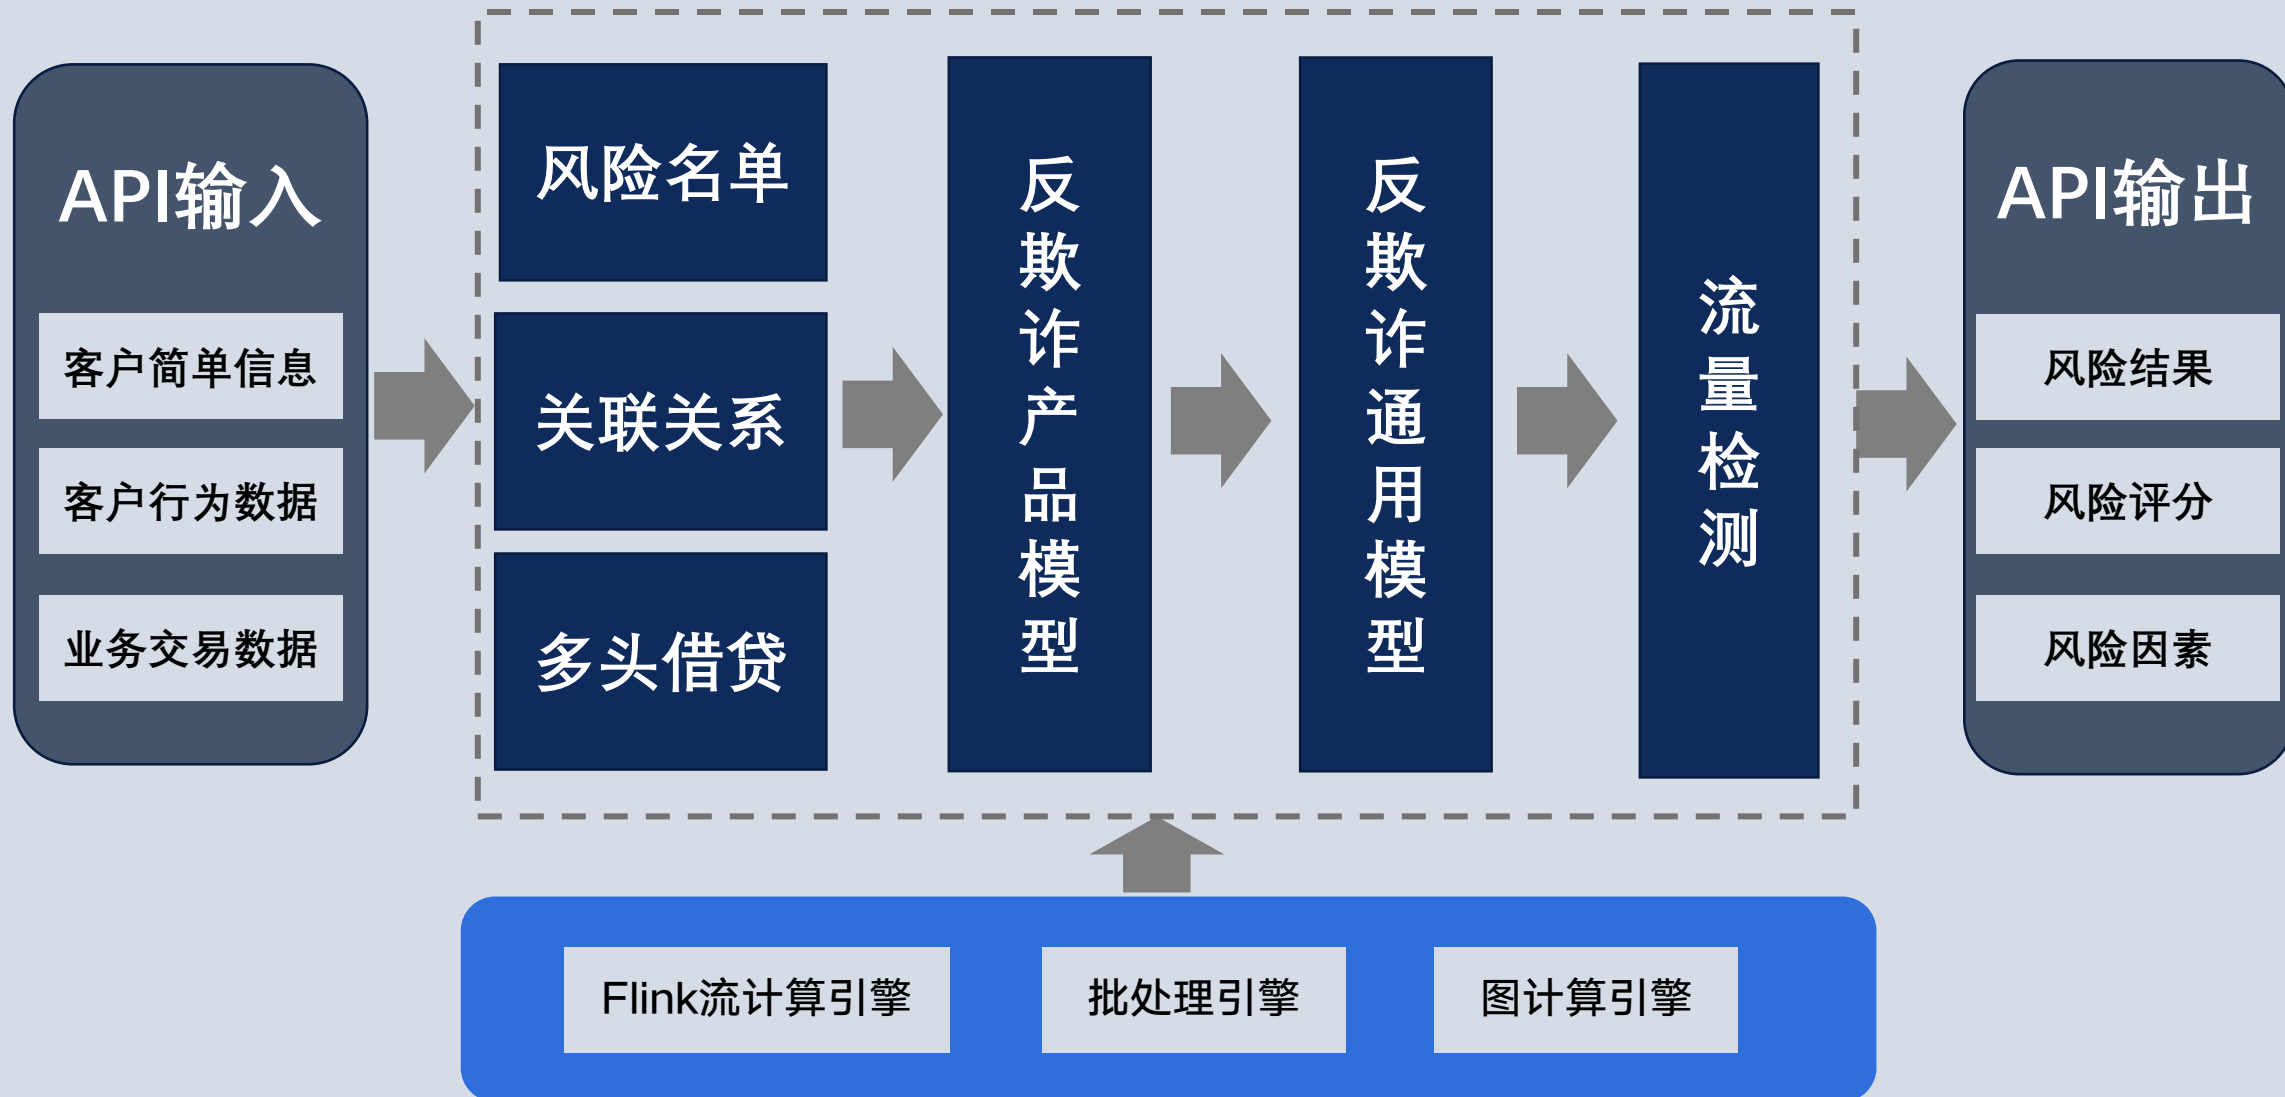 API输入
客户简单信息
客户行为数据
业务交易数据
风险名单
关联关系
多头借贷
反欺诈产品模型
反欺诈通用模型
流量检测
API输出
风险结果
风险评分
风险因素
Flink流计算引擎
批处理引擎
图计算引擎